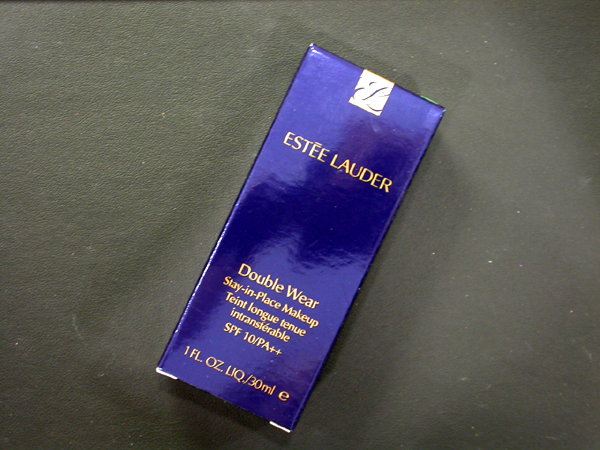 EL
ESTĒE LAUDER
Double Wear
Stay-in-Place Makeup
Teint longue tenue
intransférable
SPF 10/PA++
1 FL. OZ. LIQ./30ml ℮